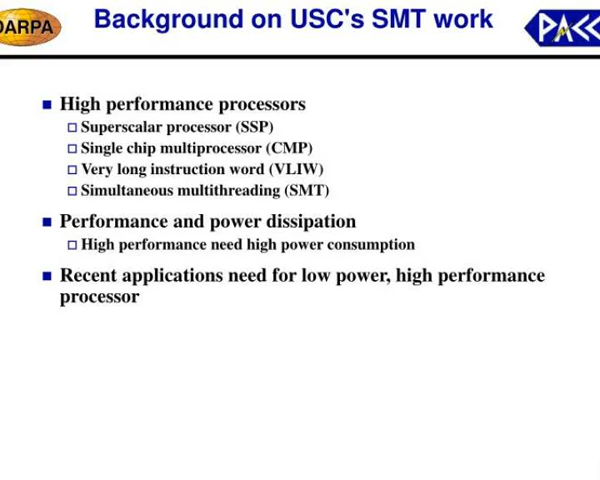 DARPA
Background on USC's SMT work
PACC
High performance processors
Superscalar processor (SSP)
Single chip multiprocessor (CMP)
Very long instruction word (VLIW)
Simultaneous multithreading (SMT)
Performance and power dissipation
High performance need high power consumption
Recent applications need for low power, high performance
processor